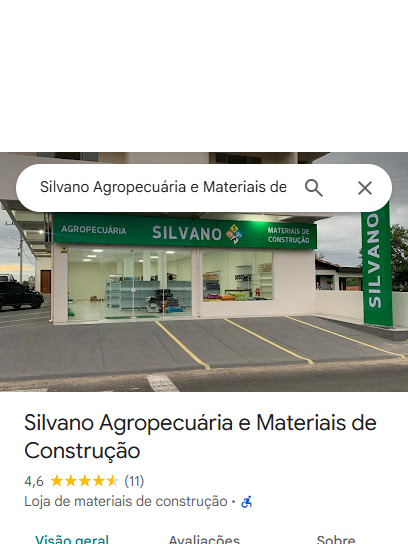 Silvano Agropecuária e Materiais de
AGROPECUÁRIA
SILVANO
MATERIAIS DE
CONSTRUÇÃO
SILVANO
Silvano Agropecuária e Materiais de
Construção
4,6 (11)
Loja de materiais de construção ·
Visão geral Avaliações Sobre